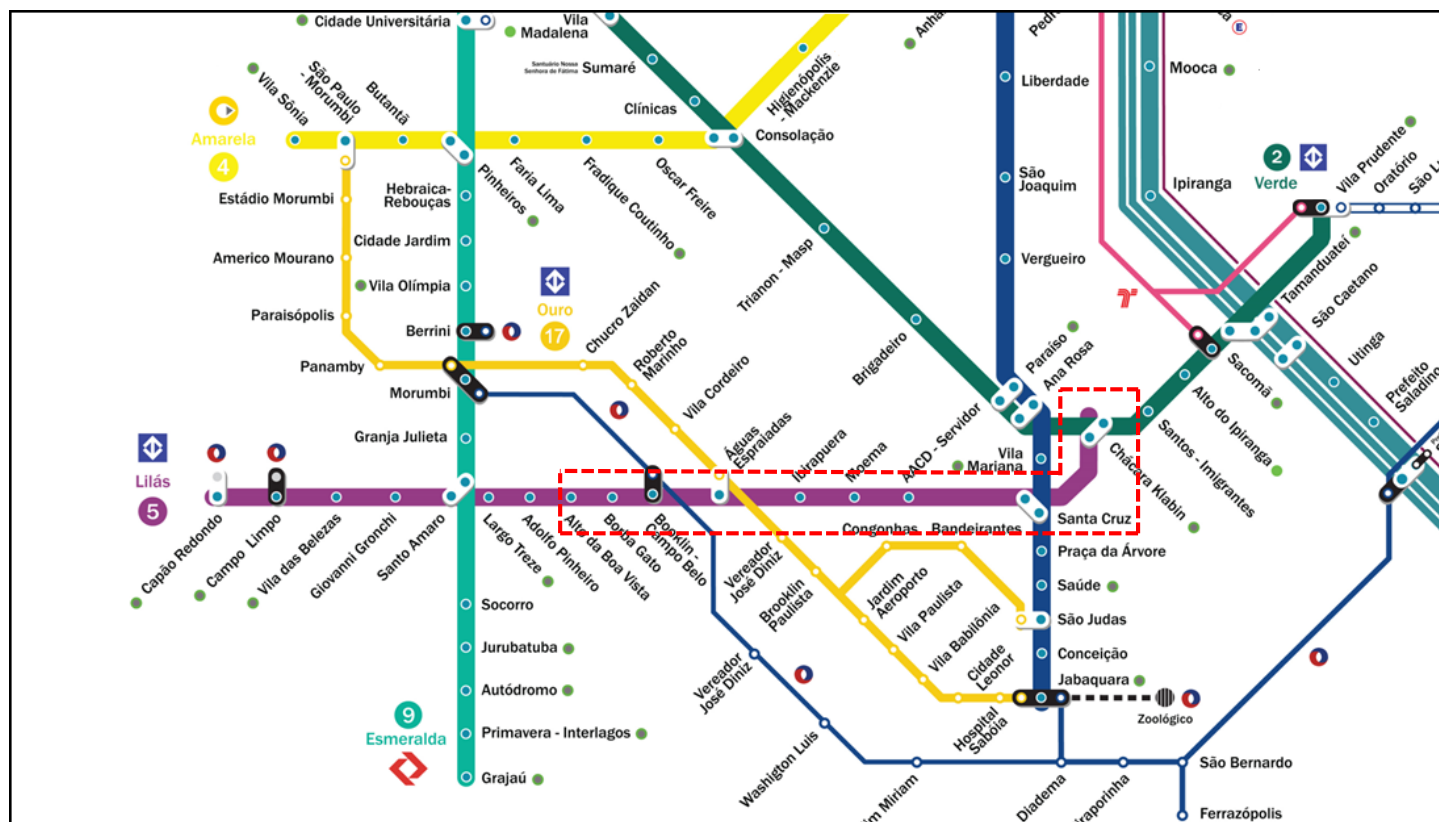 Cidade Universitária
Vila
Madalena
Santuário Nossa
Senhora de Fátima
Sumaré
Clínicas
Consolação
Higienópolis
- Mackenzie
Liberdade
Mooca
E
Vila Sônia
São Paulo
- Morumbi
Butantã
Amarela
4
Pinheiros
Faria Lima
Fradique Coutinho
Oscar Freire
Estádio Morumbi
Hebraica-
Rebouças
Cidade Jardim
Americo Mourano
Vila Olímpia
Paraisópolis
Berrini
Ouro
17
Chucro Zaidan
Roberto
Marinho
Vila Cordeiro
Panamby
Morumbi
Granja Julieta
Trianon - Masp
Brigadeiro
São
Joaquim
Vergueiro
Paraíso
Ana Rosa
Ipiranga
2
Verde
Vila Prudente
Oratório
Tamanduateí
São Caetano
Utinga
Prefeito
Saladino
Sacomã
Alto do Ipiranga
Santos - Imigrantes
Chácara Klabin
Lilás
5
Águas
Espraiadas
Ibirapuera
Moema
AACD - Servidor
Vila
Mariana
Santa Cruz
Capão Redondo
Campo Limpo
Vila das Belezas
Giovanni Gronchi
Santo Amaro
Largo Treze
Adolfo Pinheiro
Alto da Boa Vista
Borba Gato
Booklin -
Campo Belo
Vereador
José Diniz
Brooklin
Paulista
Congonhas
Bandeirantes
Jardim
Aeroporto
Vila Paulista
Vila Babilônia
Cidade
Leonor
Hospital
Sabóia
Praça da Árvore
Saúde
São Judas
Conceição
Jabaquara
Zoológico
Socorro
Jurubatuba
Autódromo
Primavera - Interlagos
Grajaú
9
Esmeralda
Vereador
José Diniz
Washigton Luis
Miriam
Diadema
São Bernardo
Ferrazópolis